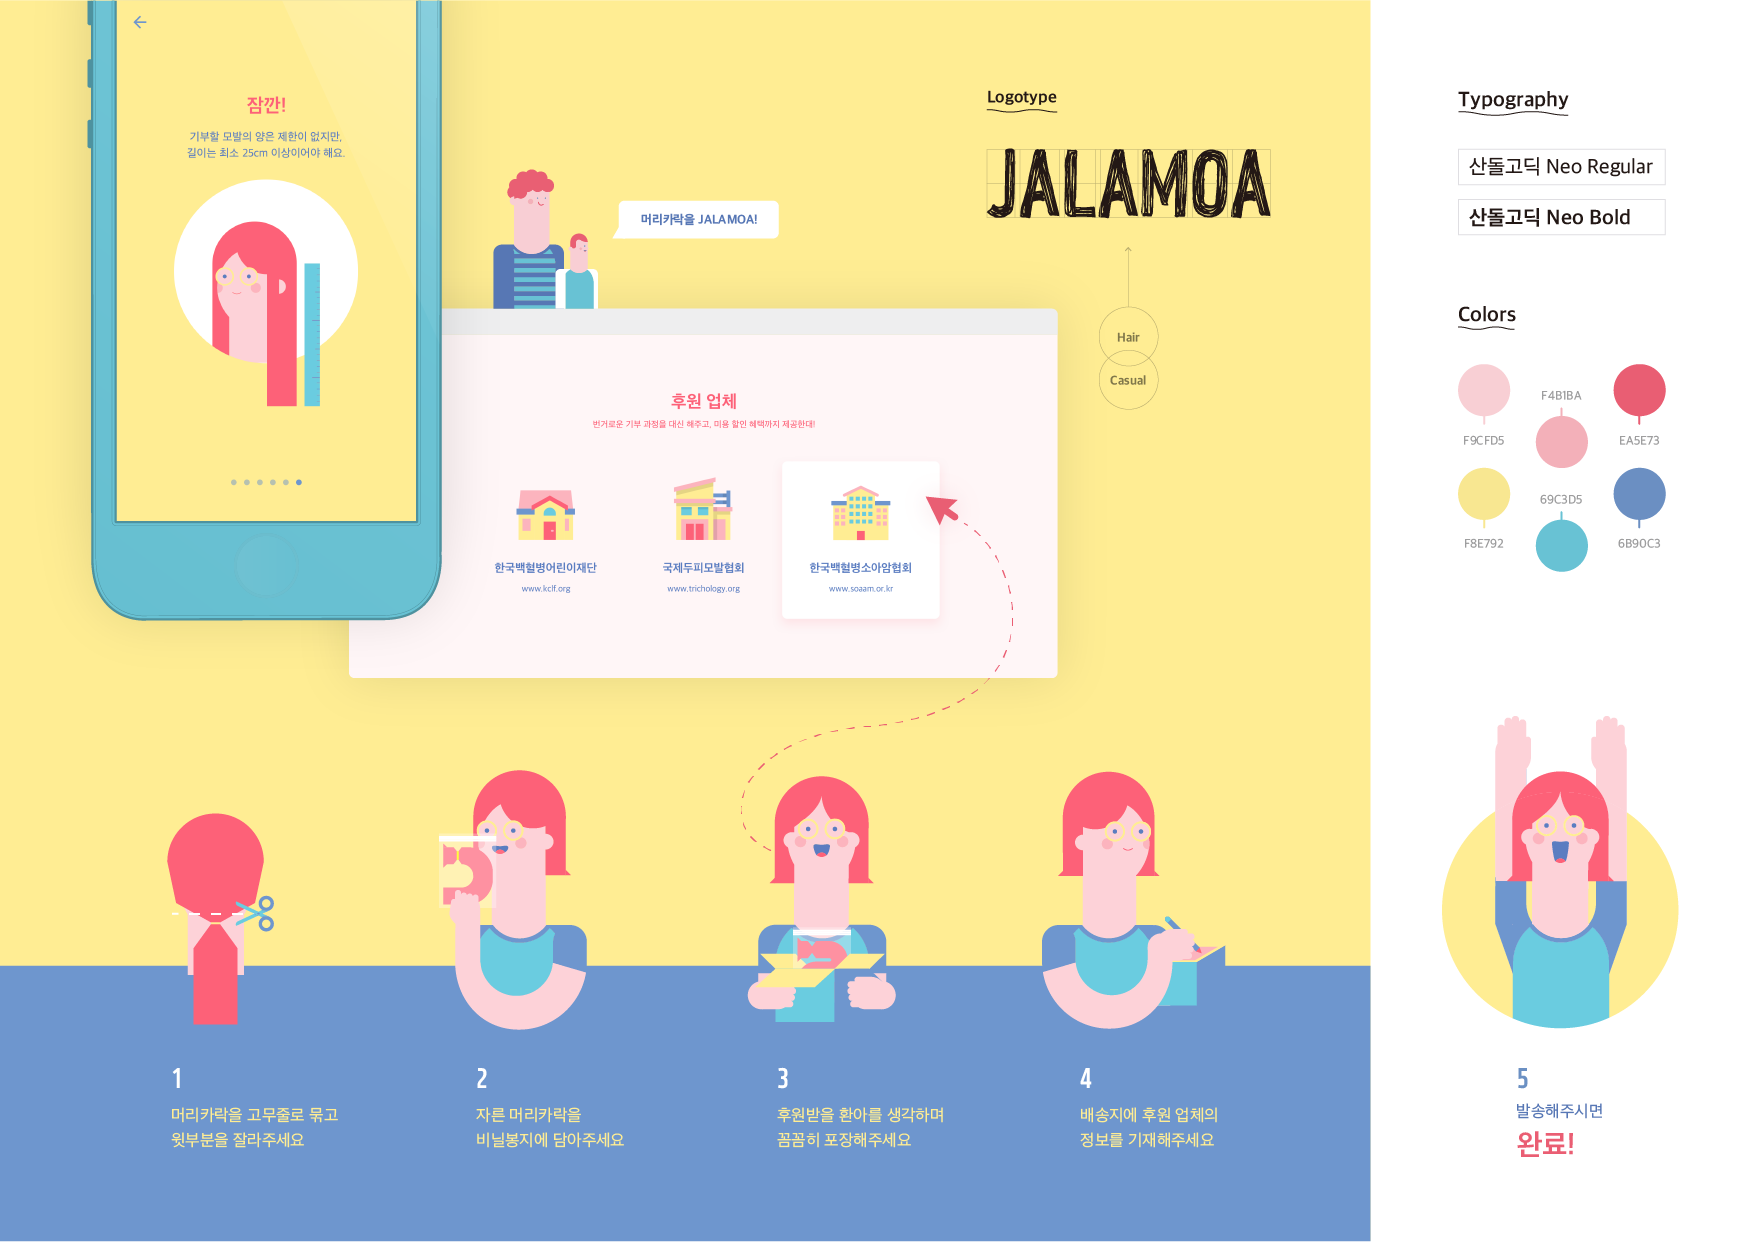 잠깐!
기부할 모발의 양은 제한이 없지만,
길이는 최소 25cm 이상이어야 해요.
머리카락을 JALAMOA!
Logotype
JALAMOA
Hair
Casual
후원 업체
번거로운 기부 과정을 대신 해주고, 미용 할인 혜택까지 제공한대!
한국백혈병어린이재단
www.kclf.org
국제두피모발협회
www.trichology.org
한국백혈병소아암협회
www.soaam.or.kr
Typography
산돌고딕 Neo Regular
산돌고딕 Neo Bold
Colors
F9CFD5
F4B1BA
EA5E73
F8E792
69C3D5
6B90C3
1
머리카락을 고무줄로 묶고
윗부분을 잘라주세요
2
자른 머리카락을
비닐봉지에 담아주세요
3
후원받을 환아를 생각하며
꼼꼼히 포장해주세요
4
배송지에 후원 업체의
정보를 기재해주세요
5
발송해주시면
완료!